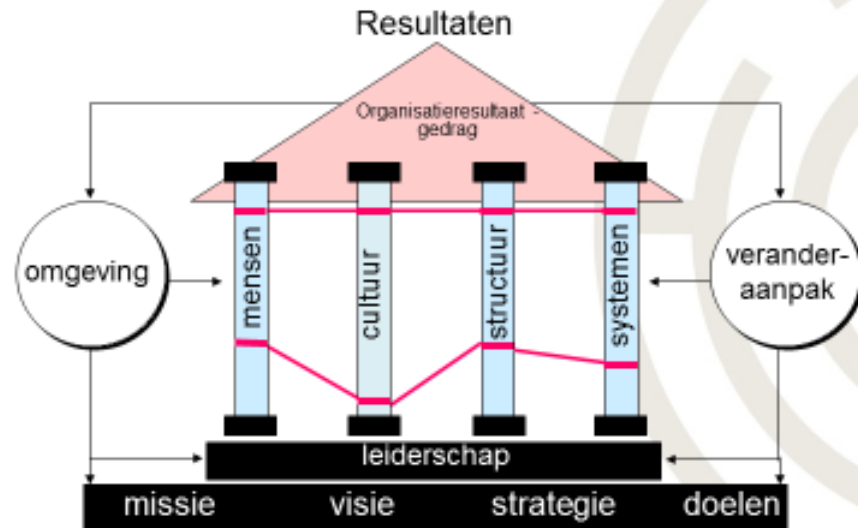 Resultaten
Organisatieresultaat -
gedrag
omgeving
mensen
cultuur
structuur
systemen
verander-
aanpak
leiderschap
missie visie strategie doelen